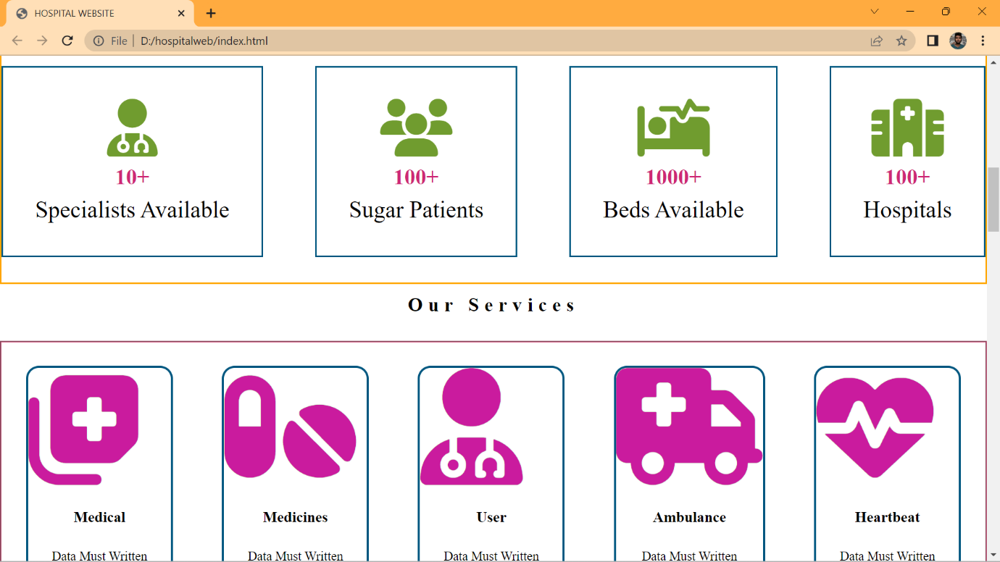 HOSPITAL WEBSITE
File | D:/hospitalweb/index.html
10+ 100+ 1000+ 100+
Specialists Available Sugar Patients Beds Available Hospitals
Our Services
Medical Medicines User Ambulance Heartbeat
Data Must Written Data Must Written Data Must Written Data Must Written Data Must Written